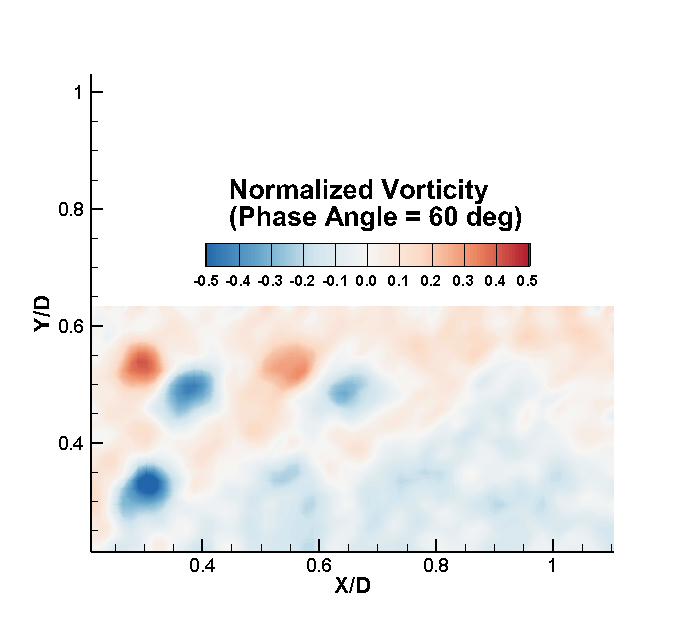 1
0.8
0.6
0.4
Y/D
Normalized Vorticity
(Phase Angle = 60 deg)
-0.5 -0.4 -0.3 -0.2 -0.1 0.0 0.1 0.2 0.3 0.4 0.5
0.4 0.6 0.8 1
X/D